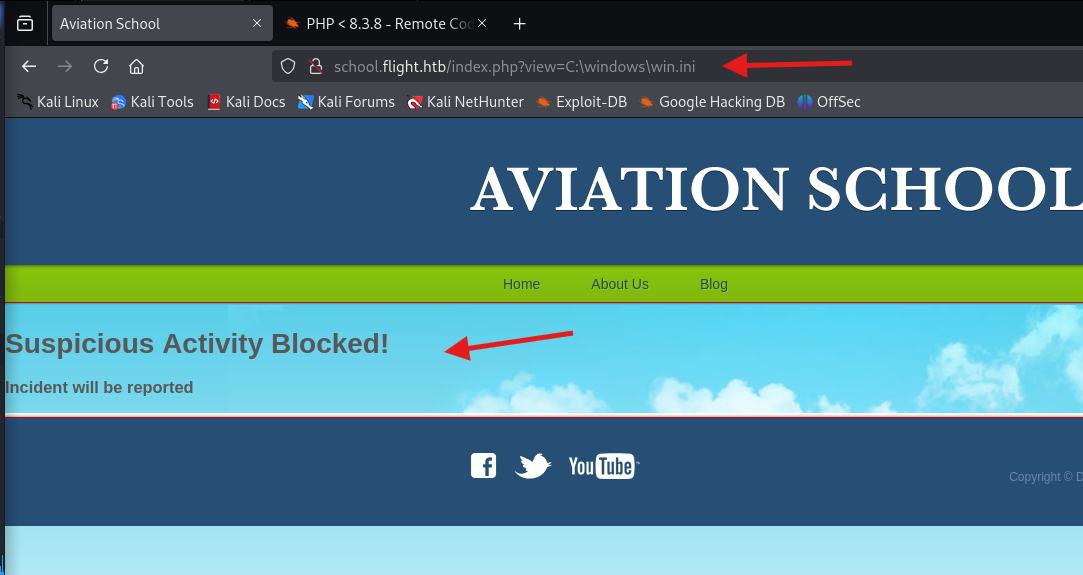 Aviation School
PHP < 8.3.8 - Remote Cod
school.flight.htb/index.php?view=C:\windows\win.ini
Kali Linux Kali Tools Kali Docs Kali Forums Kali NetHunter Exploit-DB Google Hacking DB OffSec
AVIATION SCHOOL
Home About Us Blog
Suspicious Activity Blocked!
Incident will be reported
YouTube
Copyright © D